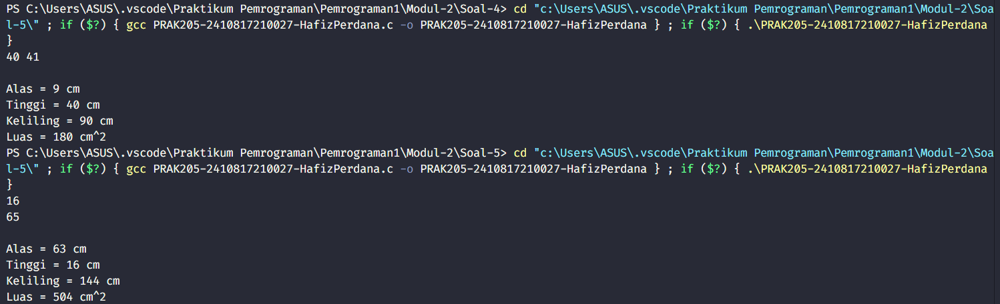 PS C:\Users\ASUS\.vscode\Praktikum Pemrograman\Pemrograman1\Modul-2\Soal-4> cd "c:\Users\ASUS\.vscode\Praktikum Pemrograman\Pemrograman1\Modul-2\Soa
l-5\" ; if ($?) { gcc PRAK205-2410817210027-HafizPerdana.c -o PRAK205-2410817210027-HafizPerdana } ; if ($?) { .\PRAK205-2410817210027-HafizPerdana
}
40 41
Alas = 9 cm
Tinggi = 40 cm
Keliling = 90 cm
Luas = 180 cm^2
PS C:\Users\ASUS\.vscode\Praktikum Pemrograman\Pemrograman1\Modul-2\Soal-5> cd "c:\Users\ASUS\.vscode\Praktikum Pemrograman\Pemrograman1\Modul-2\Soa
l-5\" ; if ($?) { gcc PRAK205-2410817210027-HafizPerdana.c -o PRAK205-2410817210027-HafizPerdana } ; if ($?) { .\PRAK205-2410817210027-HafizPerdana
}
16
65
Alas = 63 cm
Tinggi = 16 cm
Keliling = 144 cm
Luas = 504 cm^2